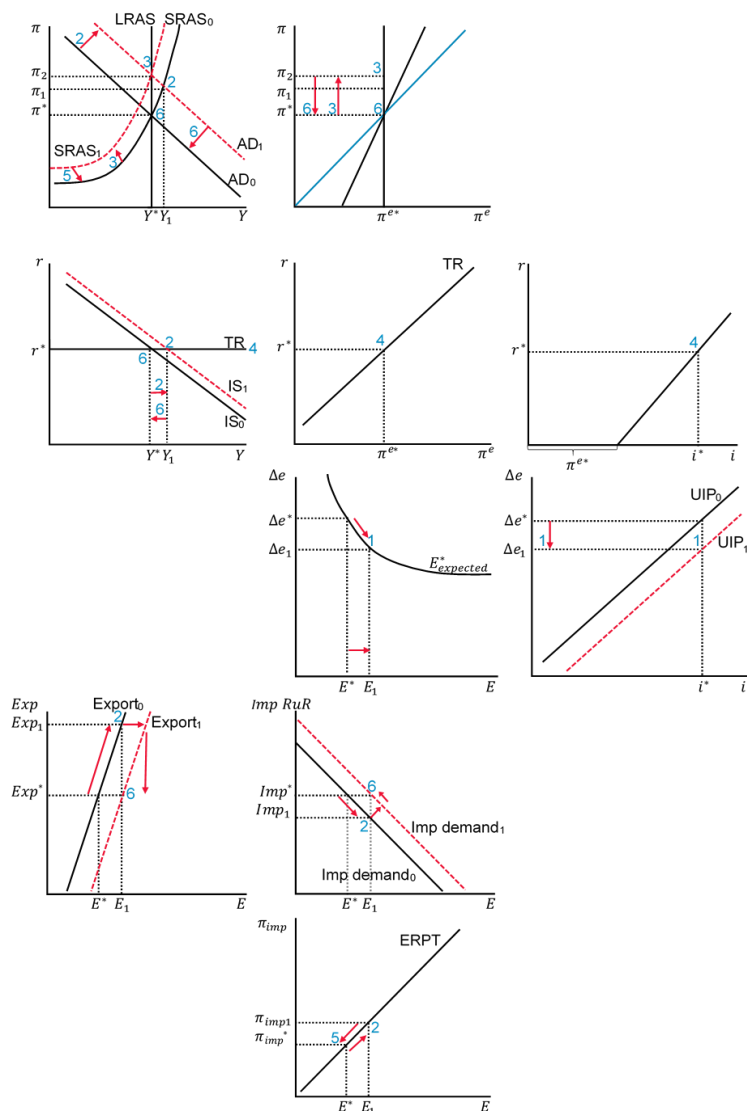 π LRAS SRAS₀ π
2
3
π₂ 2 π₂ 3
π₁ π₁
π* 6 π* 6 3 6
6
SRAS₁ AD₁
5 3 AD₀
Y* Y₁ Y πᵉ* πᵉ
r r TR r
2 4 4
r* TR 4 r* r*
6
2 IS₁
6
IS₀
Y* Y₁ Y πᵉ* πᵉ πᵉ* i* i
Δe Δe UIP₀
Δe* Δe*
1 1 1
Δe₁ E*expected Δe₁ UIP₁
E* E₁ E i* i
Exp Export₀ Imp RuR
Exp₁ 2 Export₁
Exp* 6 Imp* 6
Imp₁ 2 Imp demand₁
Imp demand₀
E* E₁ E E* E₁ E
πimp ERPT
πimp1 5 2
πimp*
E* E₁ E